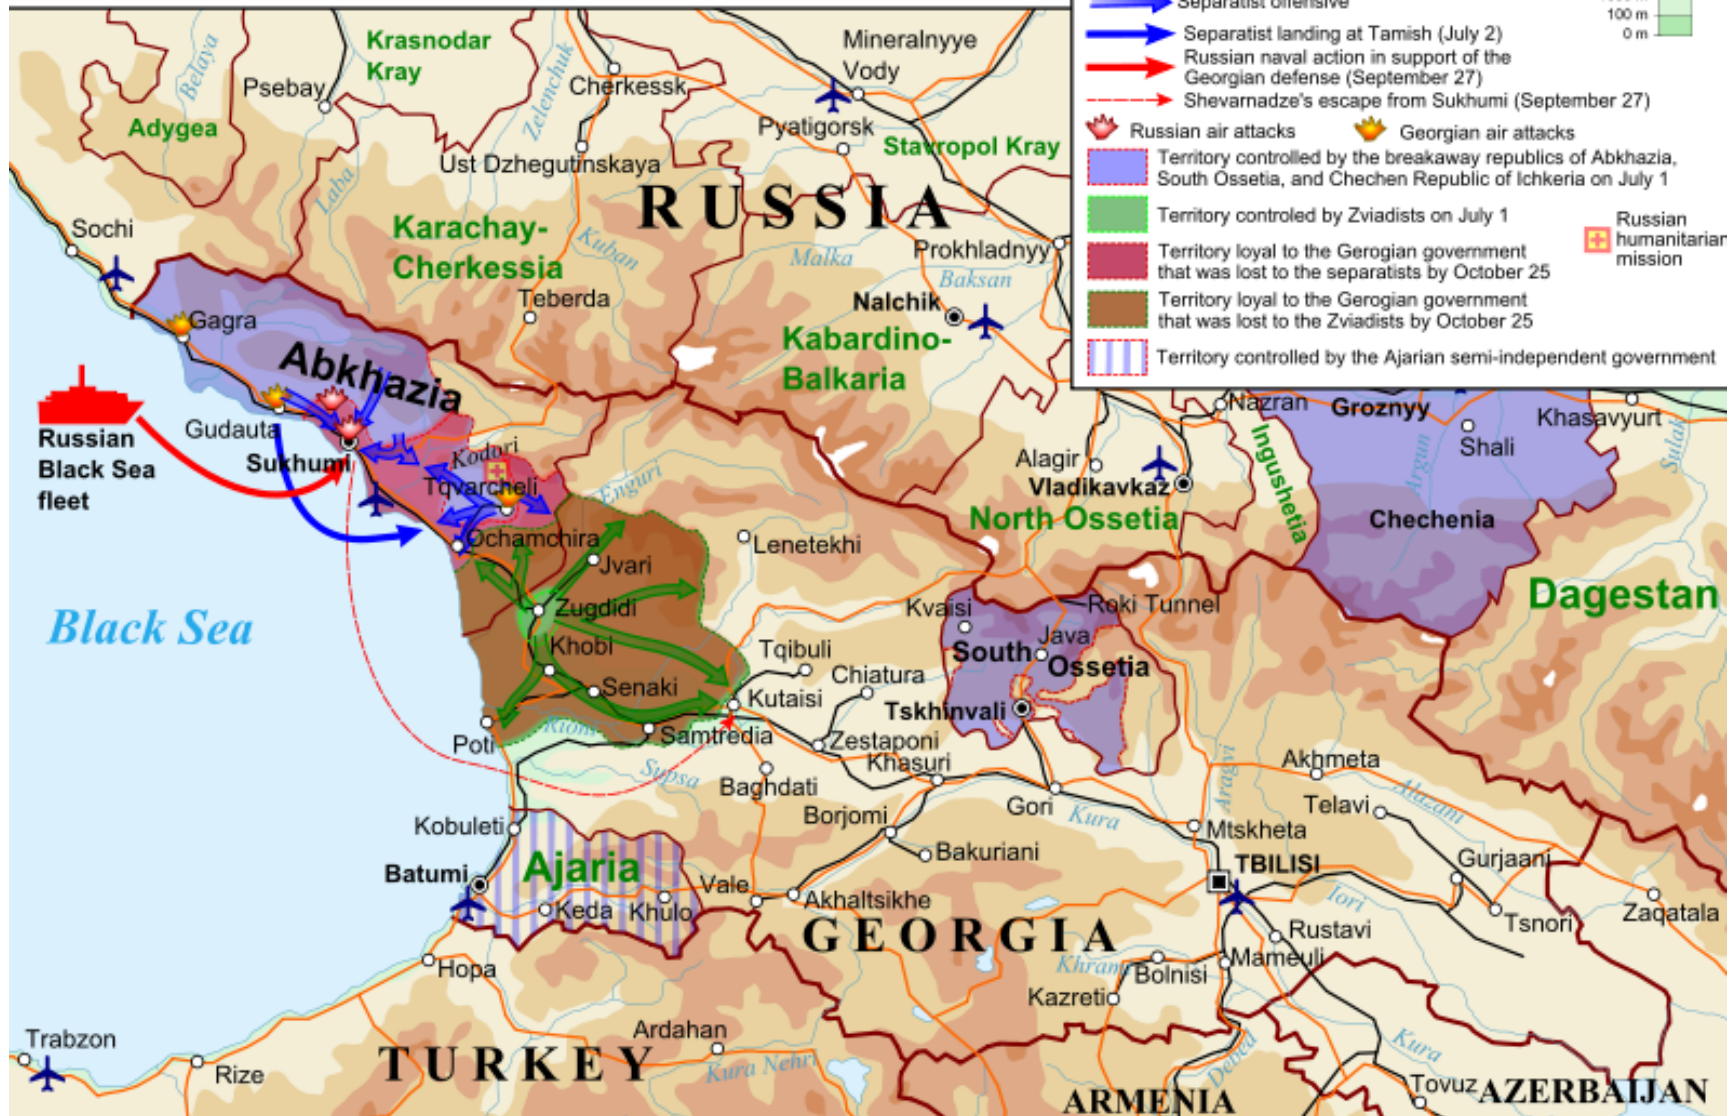 Separatist offensive
Separatist landing at Tamish (July 2)
Russian naval action in support of the
Georgian defense (September 27)
Shevarnadze's escape from Sukhumi (September 27)
Russian air attacks
Georgian air attacks
Territory controlled by the breakaway republics of Abkhazia,
South Ossetia, and Chechen Republic of Ichkeria on July 1
Territory controled by Zviadists on July 1
Territory loyal to the Gerogian government
that was lost to the separatists by October 25
Territory loyal to the Gerogian government
that was lost to the Zviadists by October 25
Territory controlled by the Ajarian semi-independent government
Russian
humanitarian
mission
100 m
0 m
Belaya
Krasnodar
Kray
Psebay
Adygea
Zelenchuk
Cherkessk
Mineralnyye
Vody
Pyatigorsk
Stavropol Kray
Ust Dzhegutinskaya
Laba
RUSSIA
Sochi
Karachay-
Cherkessia
Kuban
Malka
Prokhladnyy
Baksan
Teberda
Nalchik
Gagra
Kabardino-
Balkaria
Abkhazia
Gudauta
Russian
Black Sea
fleet
Sukhumi
Kodori
Tqvarcheli
Enguri
Nazran
Groznyy
Khasavyurt
Shali
Argun
Sulak
Ingushetia
Alagir
Vladikavkaz
North Ossetia
Chechenia
Dagestan
Ochamchira
Lenetekhi
Jvari
Black Sea
Zugdidi
Khobi
Senaki
Kvaisi
Roki Tunnel
Java
South
Ossetia
Tqibuli
Chiatura
Kutaisi
Tskhinvali
Poti
Rioni
Samtredia
Zestaponi
Khasuri
Supsa
Baghdati
Akhmeta
Aragvi
Telavi
Alazani
Gori
Kura
Kobuleti
Borjomi
Mtskheta
Bakuriani
Gurjaani
TBILISI
Ajaria
Batumi
Vale
Akhaltsikhe
Keda
Khulo
Iori
Tsnori
Zaqatala
Rustavi
GEORGIA
Mameuli
Khrami
Bolnisi
Kazreti
Hopa
Trabzon
Rize
Ardahan
TURKEY
Kura Nehri
Debed
Kura
Tovuz
AZERBAIJAN
ARMENIA